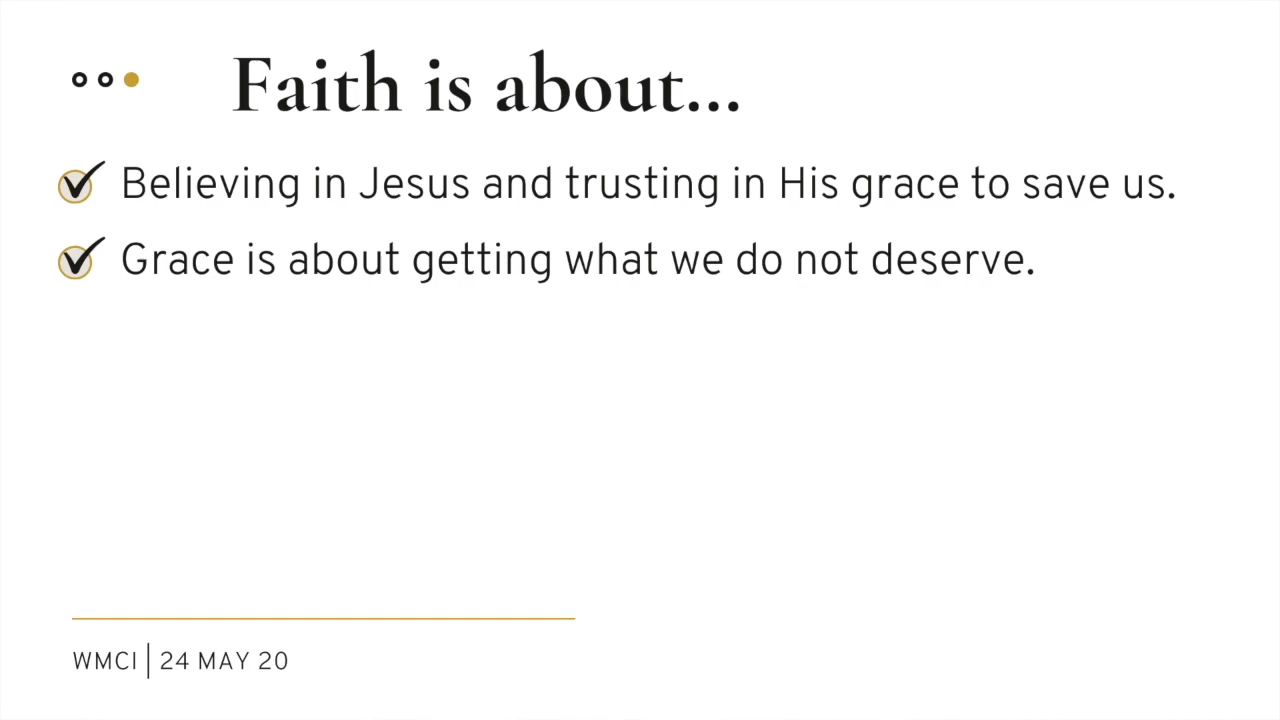 Faith is about...
Believing in Jesus and trusting in His grace to save us.
Grace is about getting what we do not deserve.
WMCI | 24 MAY 20